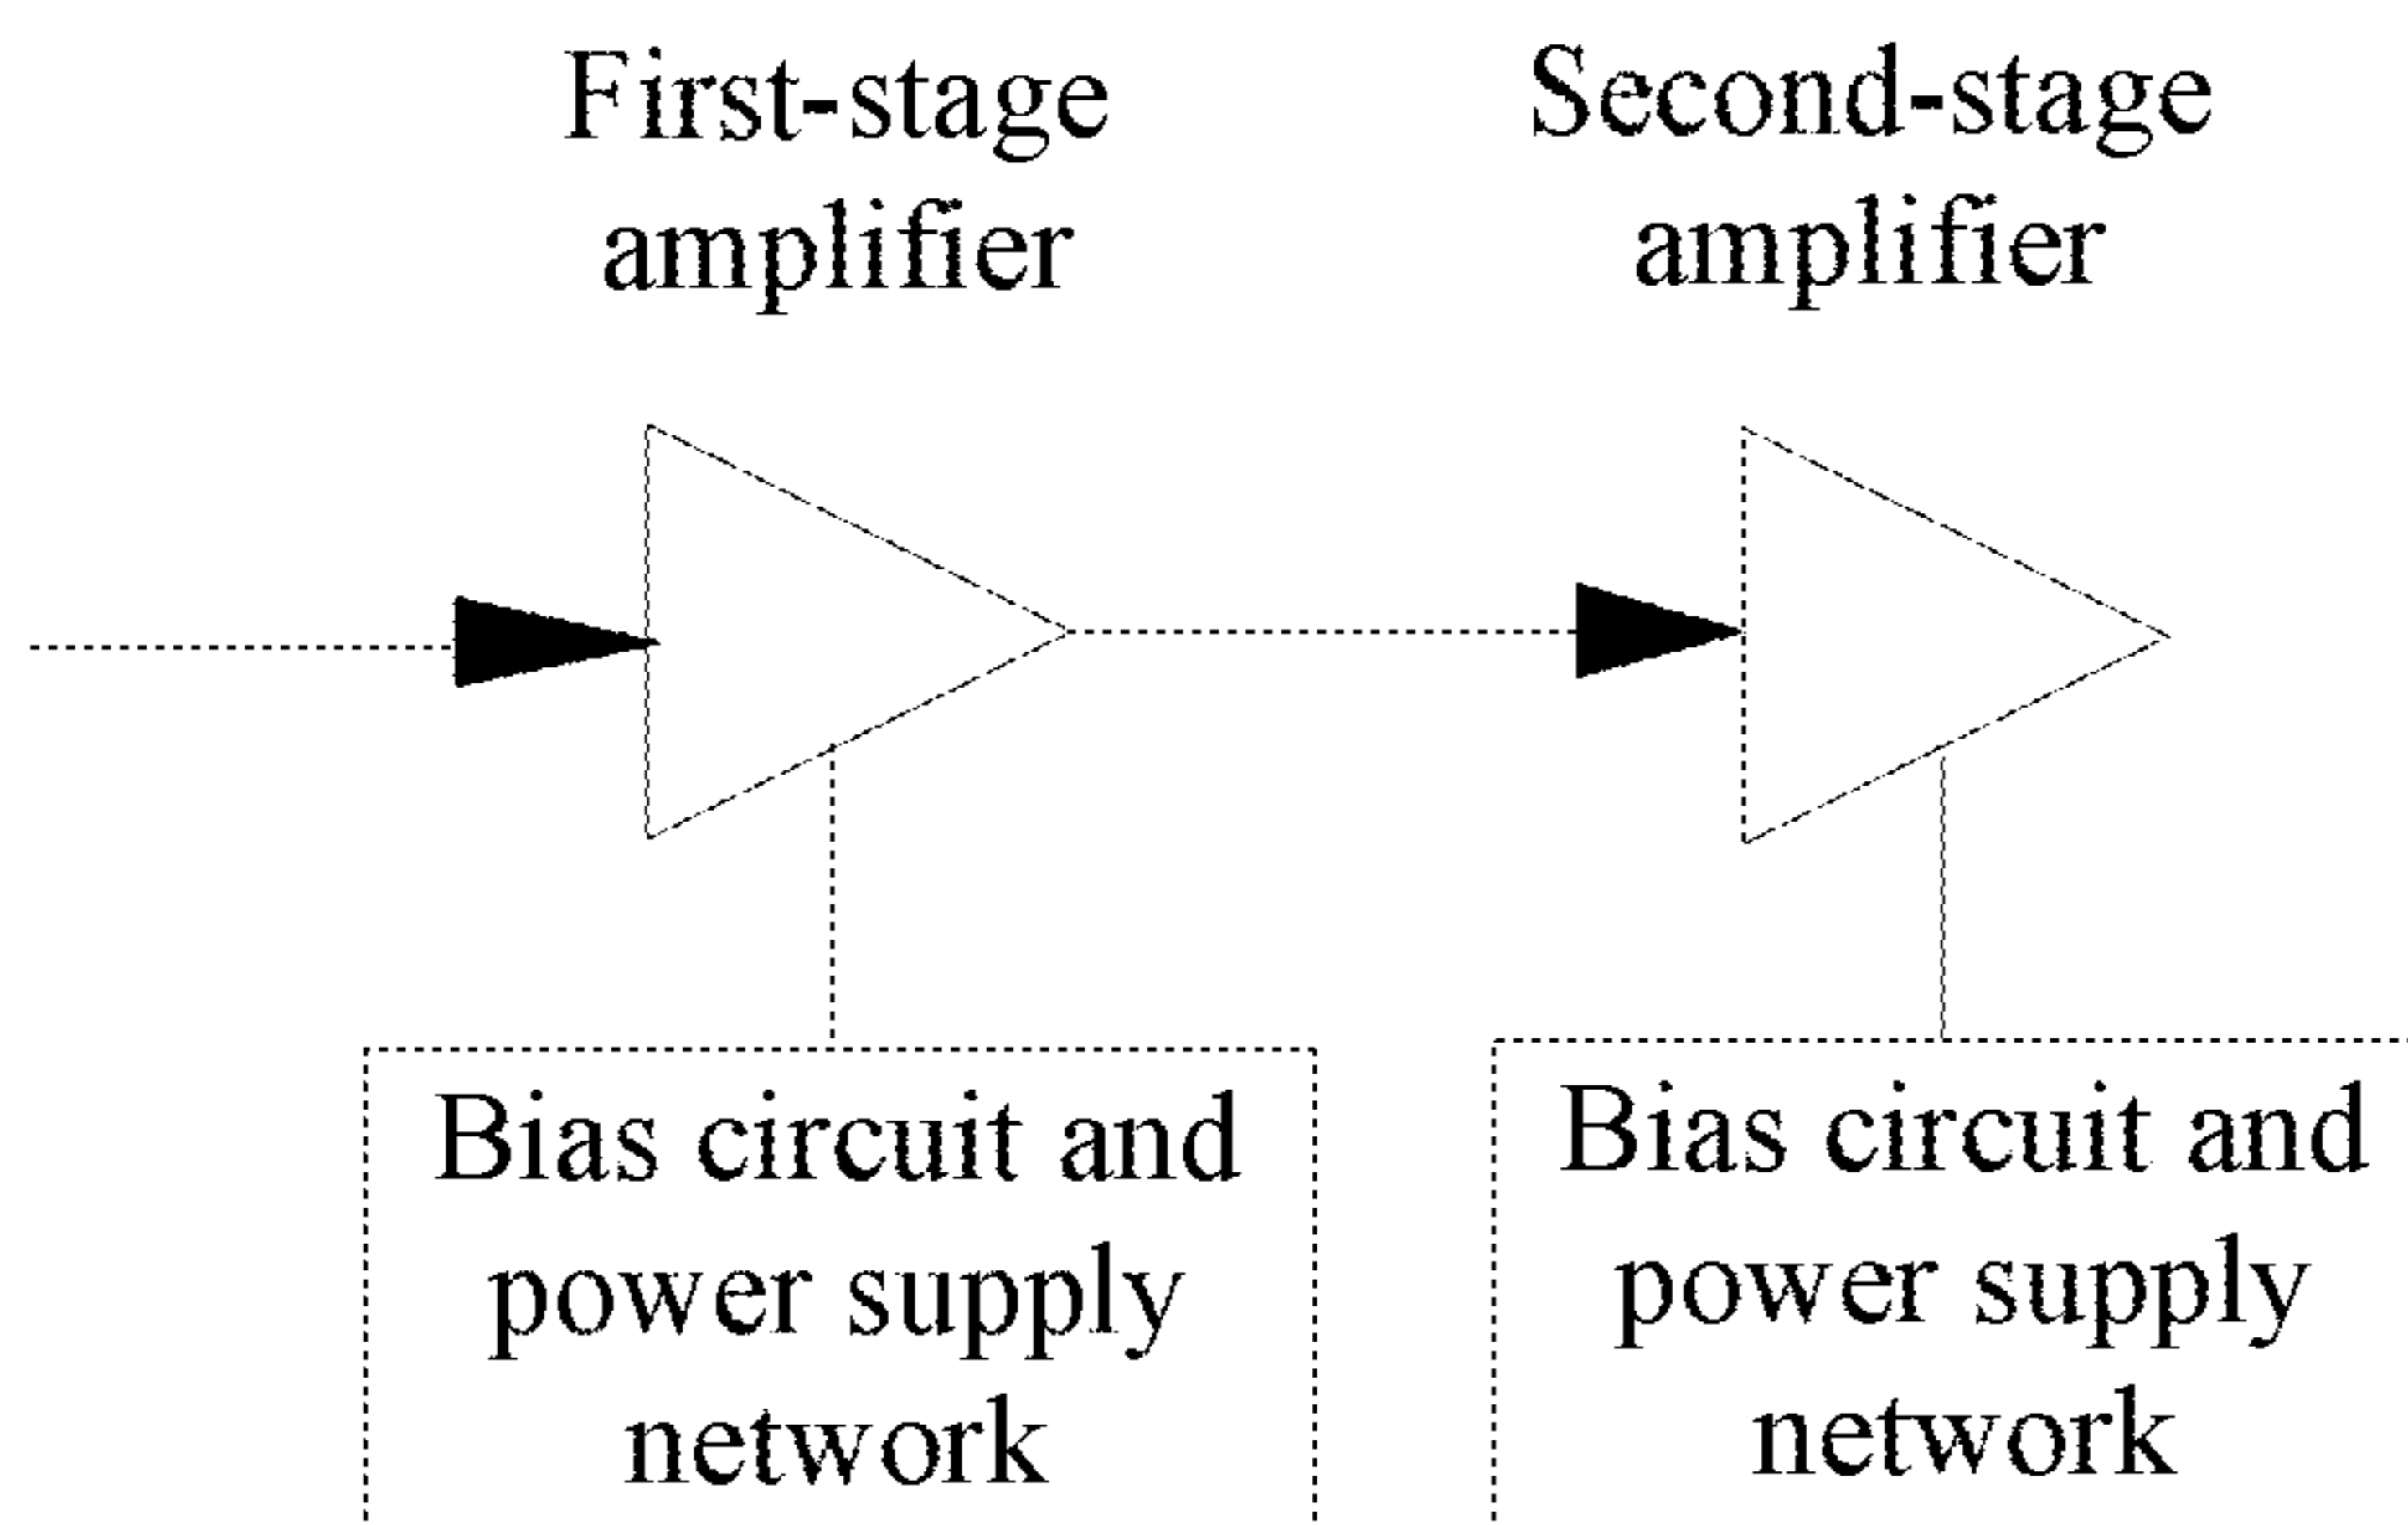 First-stage
amplifier
Second-stage
amplifier
Bias circuit and
power supply
network
Bias circuit and
power supply
network